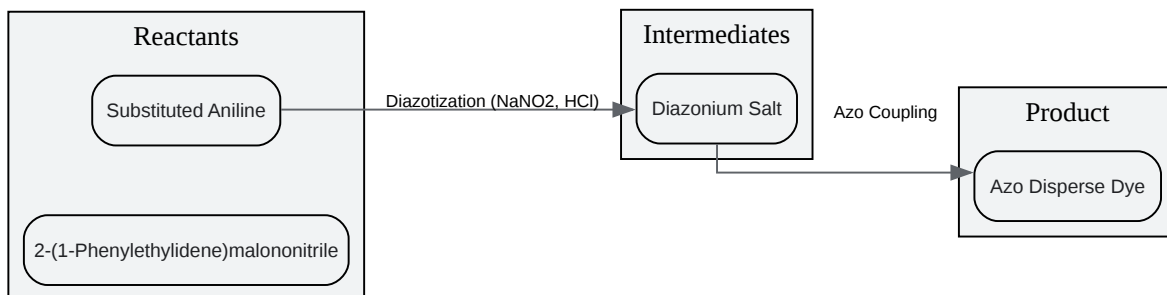 Reactants
Substituted Aniline
2-(1-Phenylethylidene)malononitrile
Diazotization (NaNO2, HCl)
Intermediates
Diazonium Salt
Azo Coupling
Product
Azo Disperse Dye